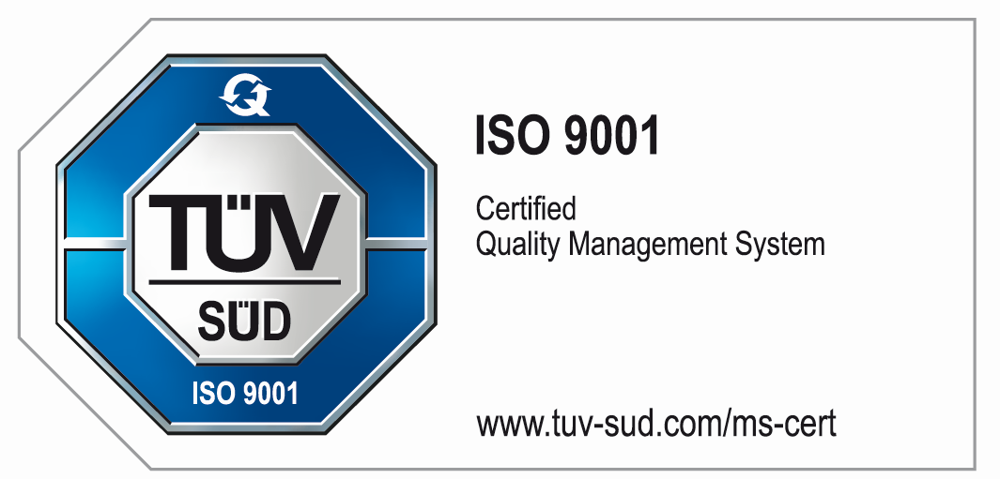 TÜV
SÜD
ISO 9001
ISO 9001
Certified
Quality Management System
www.tuv-sud.com/ms-cert